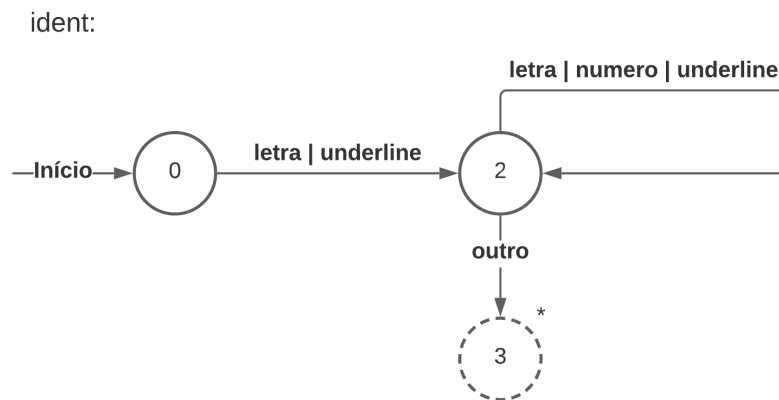 ident:
letra | numero | underline
letra | underline
Início
0
2
outro
*
3